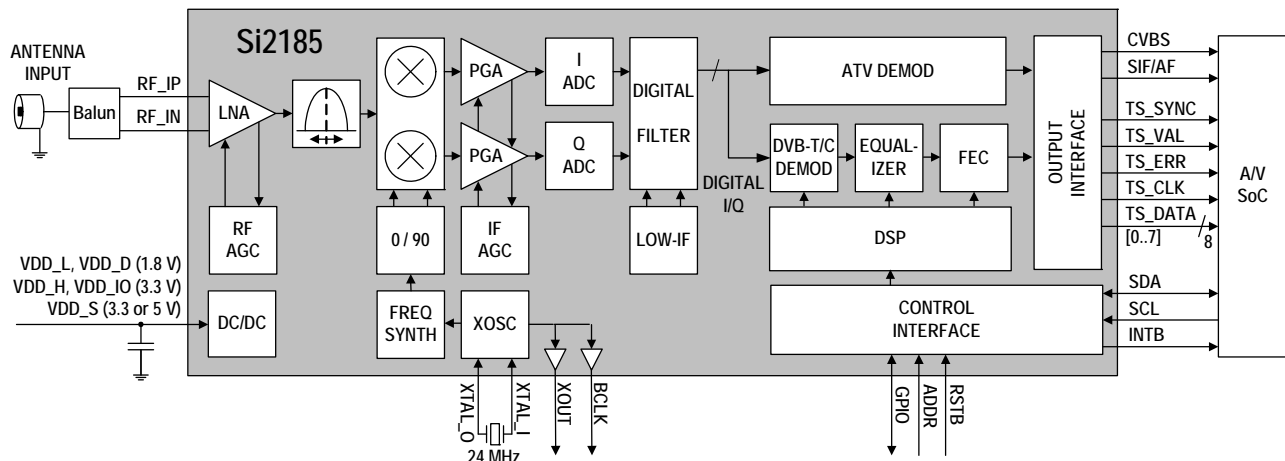 Si2185
ANTENNA
INPUT
Balun
RF_IP
RF_IN
LNA
RF
AGC
PGA
PGA
I
ADC
Q
ADC
DIGITAL
FILTER
DIGITAL
I/Q
0 / 90
IF
AGC
LOW-IF
ATV DEMOD
DVB-T/C
DEMOD
EQUAL-
IZER
FEC
DSP
OUTPUT
INTERFACE
CVBS
SIF/AF
TS_SYNC
TS_VAL
TS_ERR
TS_CLK
TS_DATA
[0..7]
8
A/V
SoC
VDD_L, VDD_D (1.8 V)
VDD_H, VDD_IO (3.3 V)
VDD_S (3.3 or 5 V)
DC/DC
FREQ
SYNTH
XOSC
CONTROL
INTERFACE
SDA
SCL
INTB
XTAL_O
XTAL_I
24 MHz
XOUT
BCLK
GPIO
ADDR
RSTB